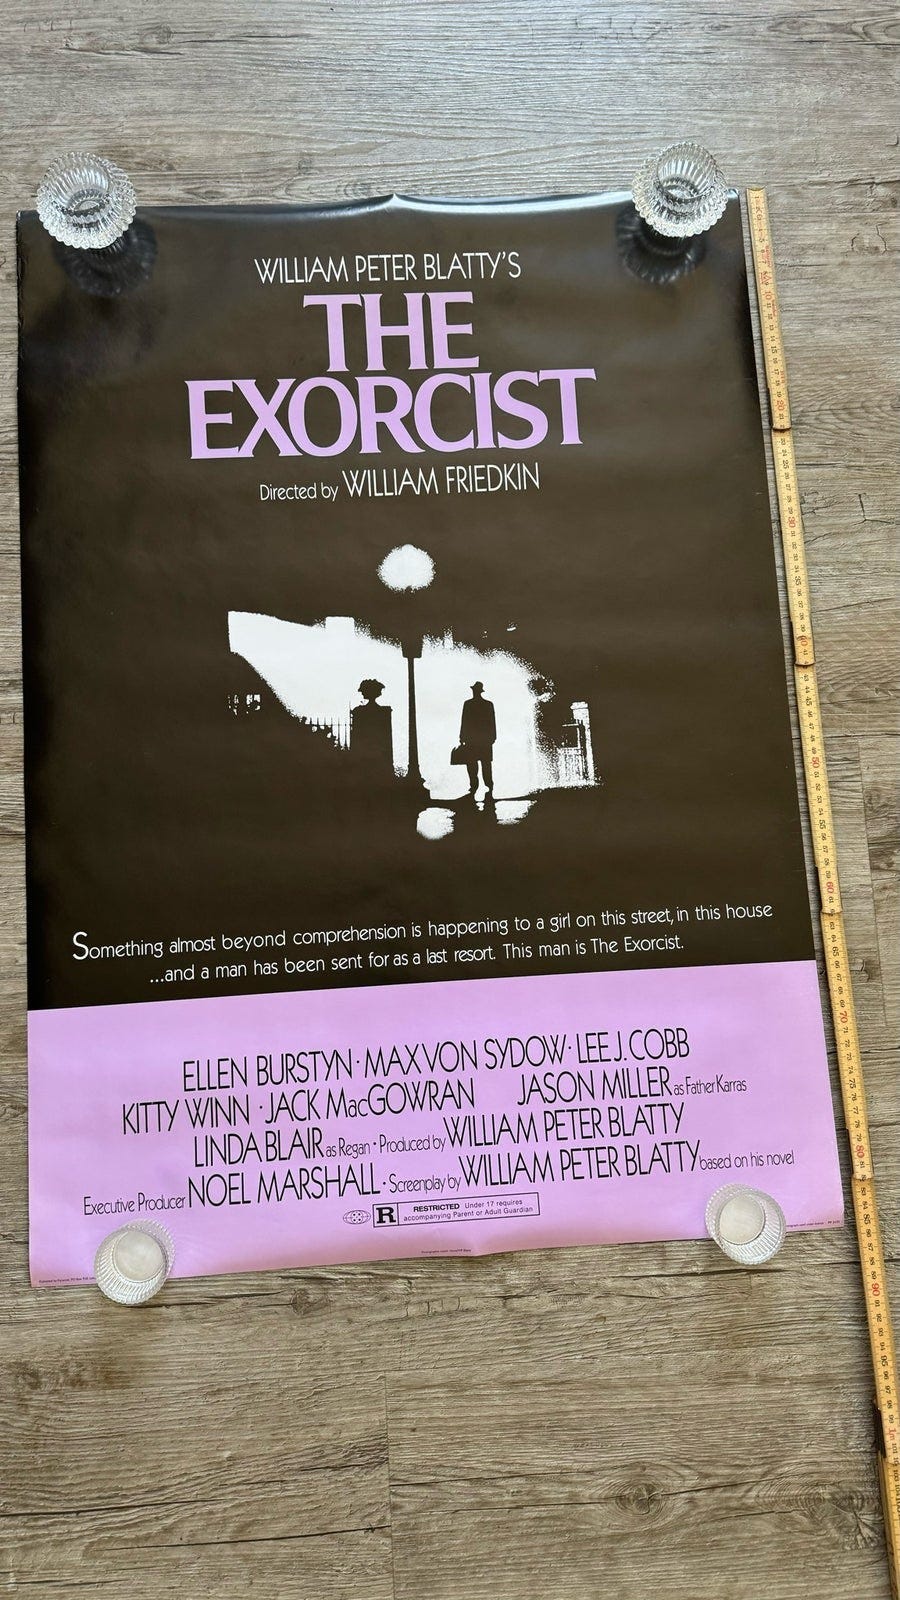 WILLIAM PETER BLATTY'S
THE
EXORCIST
Directed by WILLIAM FRIEDKIN
Something almost beyond comprehension is happening to a girl on this street, in this house
...and a man has been sent for as a last resort. This man is The Exorcist.
ELLEN BURSTYN · MAX VON SYDOW · LEE J. COBB
KITTY WINN · JACK MacGOWRAN JASON MILLER as Father Karras
LINDA BLAIR as Regan · Produced by WILLIAM PETER BLATTY
Executive Producer NOEL MARSHALL · Screenplay by WILLIAM PETER BLATTY based on his novel
R RESTRICTED Under 17 requires
accompanying Parent or Adult Guardian